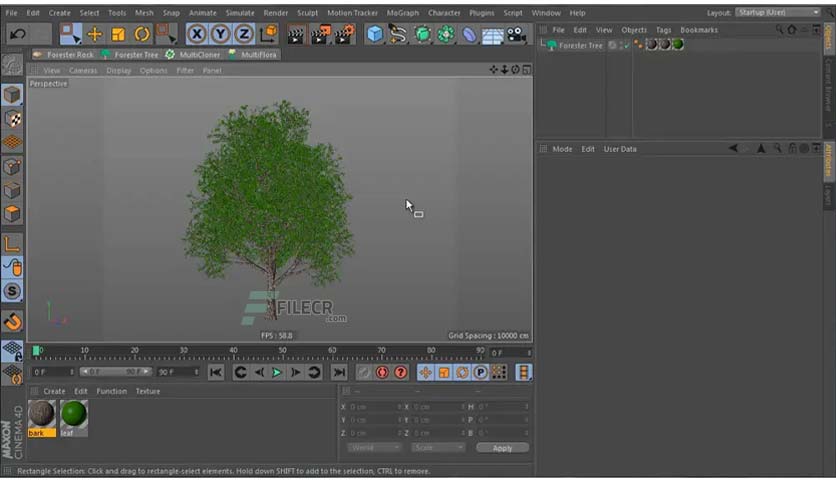 File Edit Create Select Tools Mesh Snap Animate Simulate Render Sculpt Motion Tracker MoGraph Character Plugins Script Window Help Layout: Startup (User)
X Y Z
File Edit View Objects Tags Bookmarks
Forester Tree
Forester Rock Forester Tree MultiCloner MultiFlora
View Cameras Display Options Filter Panel
Perspective
Objects
Content Browser
Mode Edit User Data
Attributes
Layers
FILECR
.com
FPS : 58.8 Grid Spacing : 10000 cm
0 10 20 30 40 50 60 70 80 90 0 F
0 F 0 F 90 F 90 F
Create Edit Function Texture
bark leaf
X 0 cm X 0 cm H 0°
Y 0 cm Y 0 cm P 0°
Z 0 cm Z 0 cm B 0°
World Scale Apply
MAXON
CINEMA 4D
Rectangle Selection: Click and drag to rectangle-select elements. Hold down SHIFT to add to the selection, CTRL to remove.